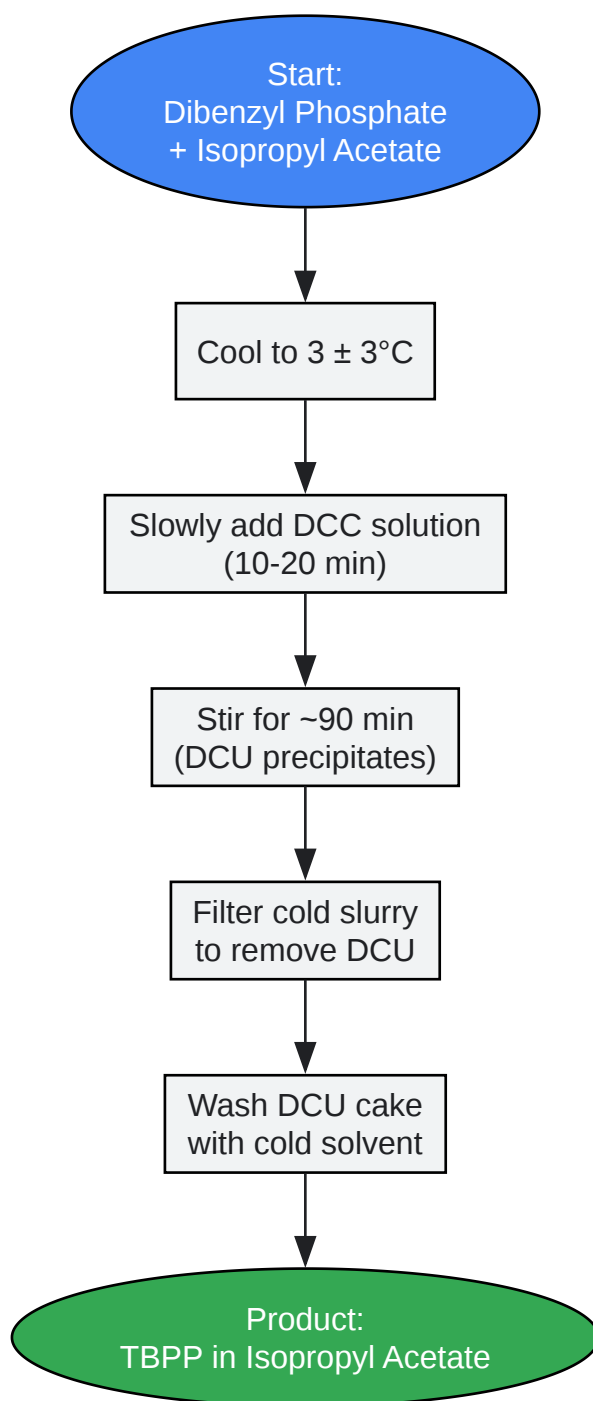 Start:
Dibenzyl Phosphate
+ Isopropyl Acetate
Cool to 3 ± 3°C
Slowly add DCC solution
(10-20 min)
Stir for ~90 min
(DCU precipitates)
Filter cold slurry
to remove DCU
Wash DCU cake
with cold solvent
Product:
TBPP in Isopropyl Acetate